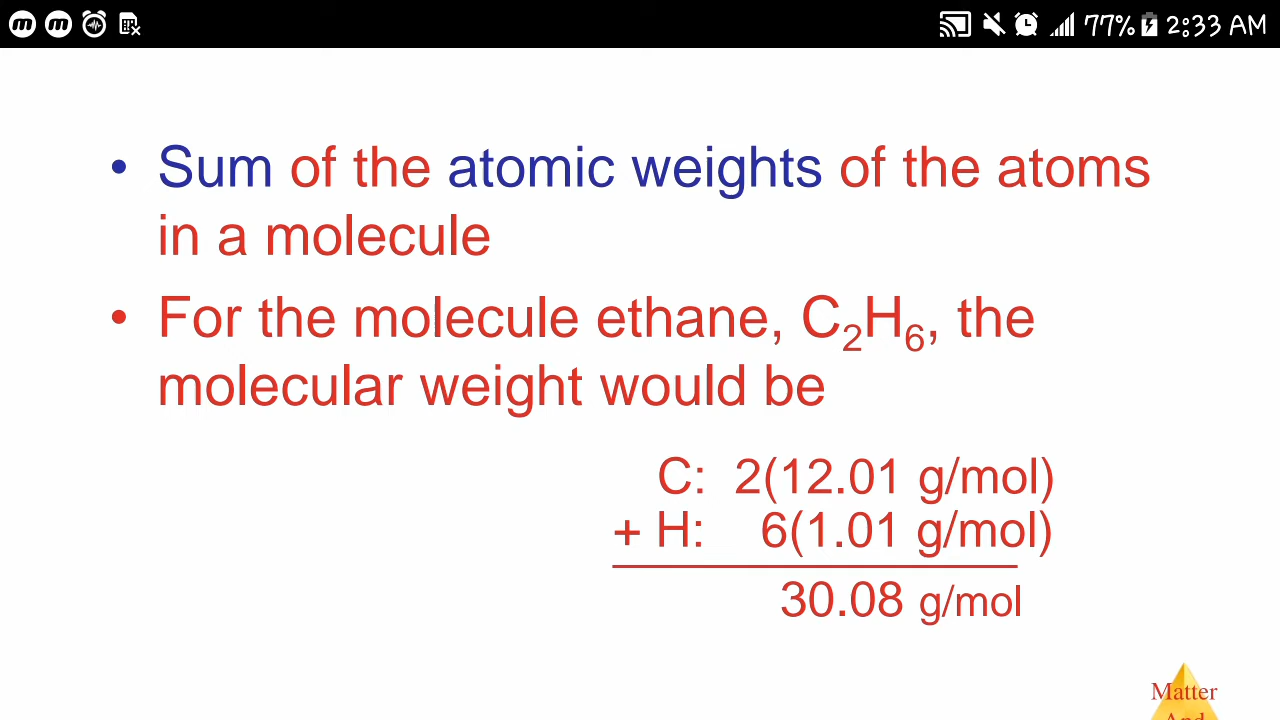 77% 2:33 AM
• Sum of the atomic weights of the atoms
in a molecule
• For the molecule ethane, C₂H₆, the
molecular weight would be
C: 2(12.01 g/mol)
+ H: 6(1.01 g/mol)
30.08 g/mol
Matter
And